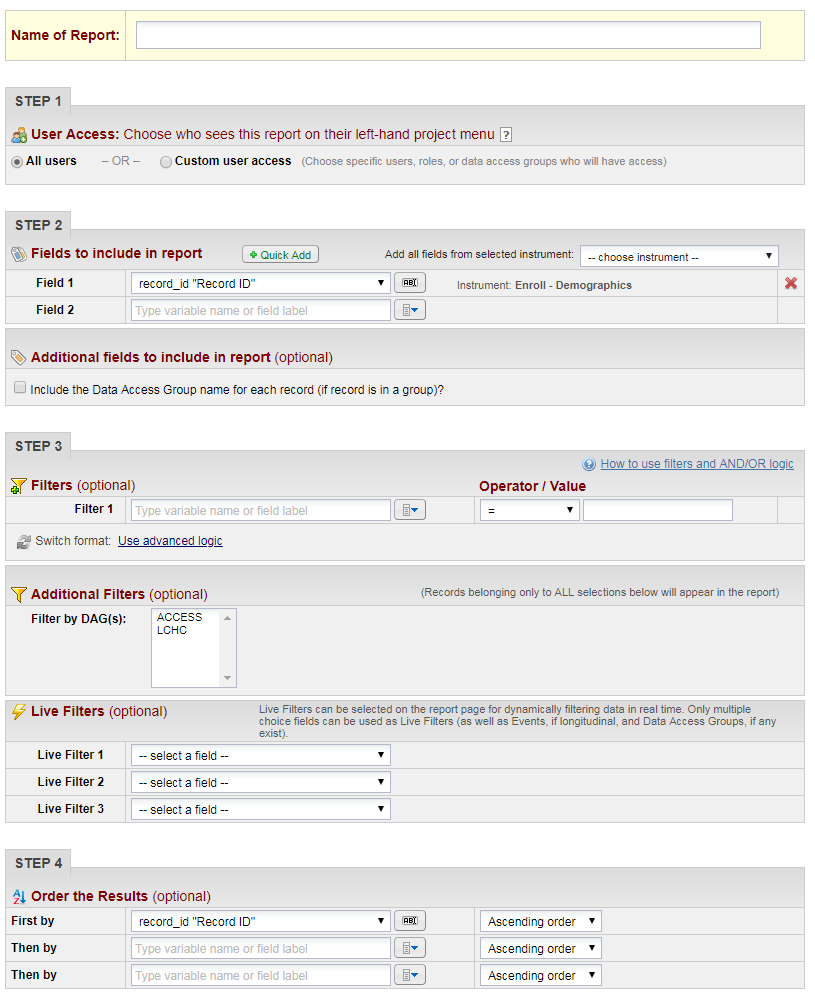 Name of Report:
STEP 1
User Access: Choose who sees this report on their left-hand project menu ?
All users – OR – Custom user access (Choose specific users, roles, or data access groups who will have access)
STEP 2
Fields to include in report Quick Add Add all fields from selected instrument: -- choose instrument --
Field 1 record_id "Record ID" ABC Instrument: Enroll - Demographics
Field 2 Type variable name or field label
Additional fields to include in report (optional)
Include the Data Access Group name for each record (if record is in a group)?
STEP 3
How to use filters and AND/OR logic
Filters (optional) Operator / Value
Filter 1 Type variable name or field label =
Switch format: Use advanced logic
Additional Filters (optional) (Records belonging only to ALL selections below will appear in the report)
Filter by DAG(s): ACCESS
LCHC
Live Filters (optional) Live Filters can be selected on the report page for dynamically filtering data in real time. Only multiple
choice fields can be used as Live Filters (as well as Events, if longitudinal, and Data Access Groups, if any
exist).
Live Filter 1 -- select a field --
Live Filter 2 -- select a field --
Live Filter 3 -- select a field --
STEP 4
Order the Results (optional)
First by record_id "Record ID" ABC Ascending order
Then by Type variable name or field label Ascending order
Then by Type variable name or field label Ascending order